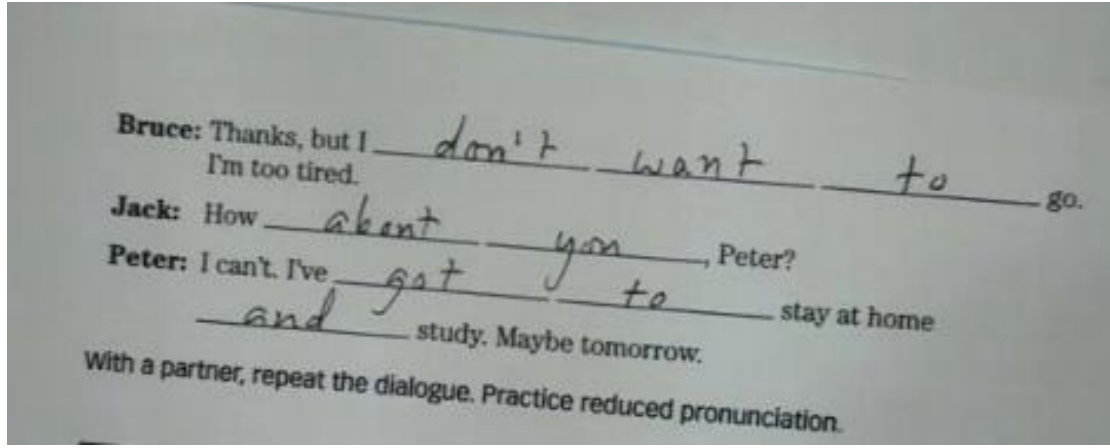 Bruce: Thanks, but I don't want to go.
I'm too tired.
Jack: How about you, Peter?
Peter: I can't. I've got to stay at home
and study. Maybe tomorrow.
With a partner, repeat the dialogue. Practice reduced pronunciation.